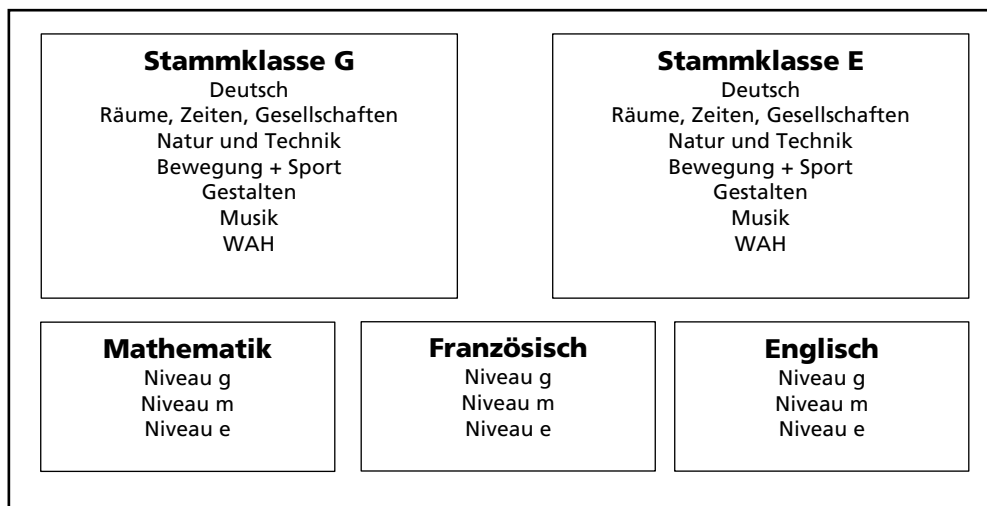 Stammklasse G
Deutsch
Räume, Zeiten, Gesellschaften
Natur und Technik
Bewegung + Sport
Gestalten
Musik
WAH
Stammklasse E
Deutsch
Räume, Zeiten, Gesellschaften
Natur und Technik
Bewegung + Sport
Gestalten
Musik
WAH
Mathematik
Niveau g
Niveau m
Niveau e
Französisch
Niveau g
Niveau m
Niveau e
Englisch
Niveau g
Niveau m
Niveau e